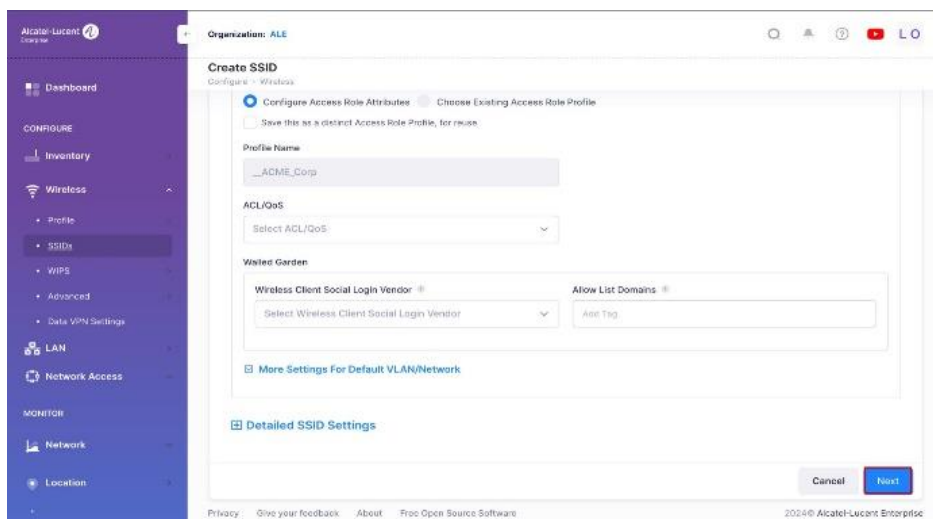 Alcatel-Lucent
Enterprise
Organization: ALE
LO
Create SSID
Configure > Wireless
Dashboard
CONFIGURE
Inventory
Wireless
Profile
SSIDs
WIPS
Advanced
Data VPN Settings
LAN
Network Access
MONITOR
Network
Location
Configure Access Role Attributes Choose Existing Access Role Profile
Save this as a distinct Access Role Profile, for reuse
Profile Name
__ACME_Corp
ACL/QoS
Select ACL/QoS
Walled Garden
Wireless Client Social Login Vendor Allow List Domains
Select Wireless Client Social Login Vendor Add Tag
More Settings For Default VLAN/Network
Detailed SSID Settings
Cancel Next
Privacy Give your feedback About Free Open Source Software 2024© Alcatel-Lucent Enterprise